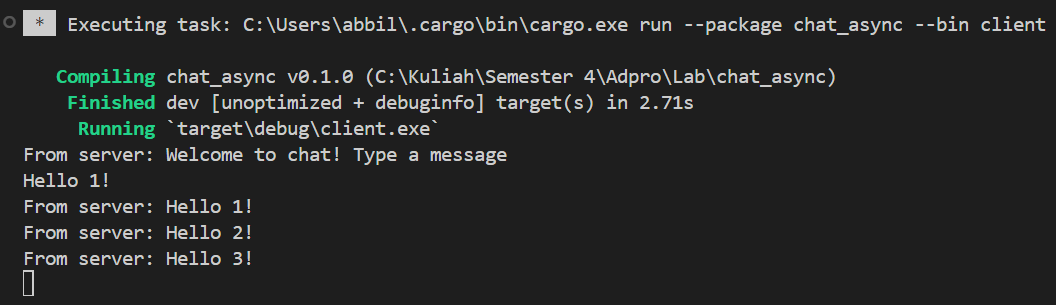 * Executing task: C:\Users\abbil\.cargo\bin\cargo.exe run --package chat_async --bin client
Compiling chat_async v0.1.0 (C:\Kuliah\Semester 4\Adpro\Lab\chat_async)
Finished dev [unoptimized + debuginfo] target(s) in 2.71s
Running `target\debug\client.exe`
From server: Welcome to chat! Type a message
Hello 1!
From server: Hello 1!
From server: Hello 2!
From server: Hello 3!